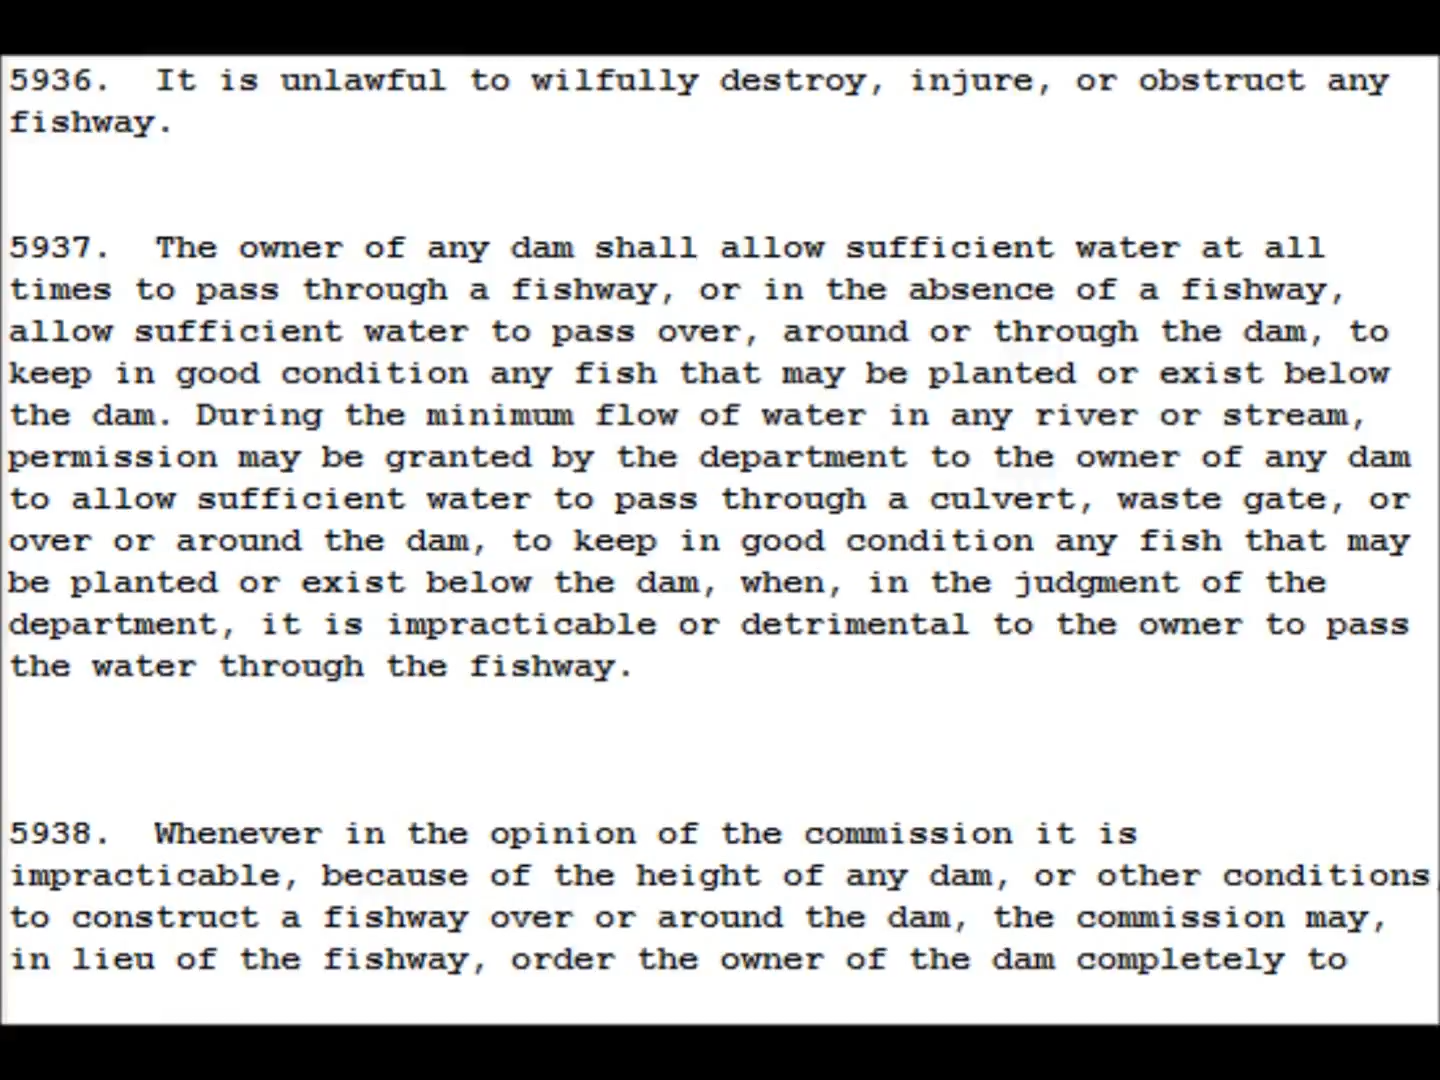 5936.  It is unlawful to wilfully destroy, injure, or obstruct any
fishway.
5937.  The owner of any dam shall allow sufficient water at all
times to pass through a fishway, or in the absence of a fishway,
allow sufficient water to pass over, around or through the dam, to
keep in good condition any fish that may be planted or exist below
the dam. During the minimum flow of water in any river or stream,
permission may be granted by the department to the owner of any dam
to allow sufficient water to pass through a culvert, waste gate, or
over or around the dam, to keep in good condition any fish that may
be planted or exist below the dam, when, in the judgment of the
department, it is impracticable or detrimental to the owner to pass
the water through the fishway.
5938.  Whenever in the opinion of the commission it is
impracticable, because of the height of any dam, or other conditions,
to construct a fishway over or around the dam, the commission may,
in lieu of the fishway, order the owner of the dam completely to